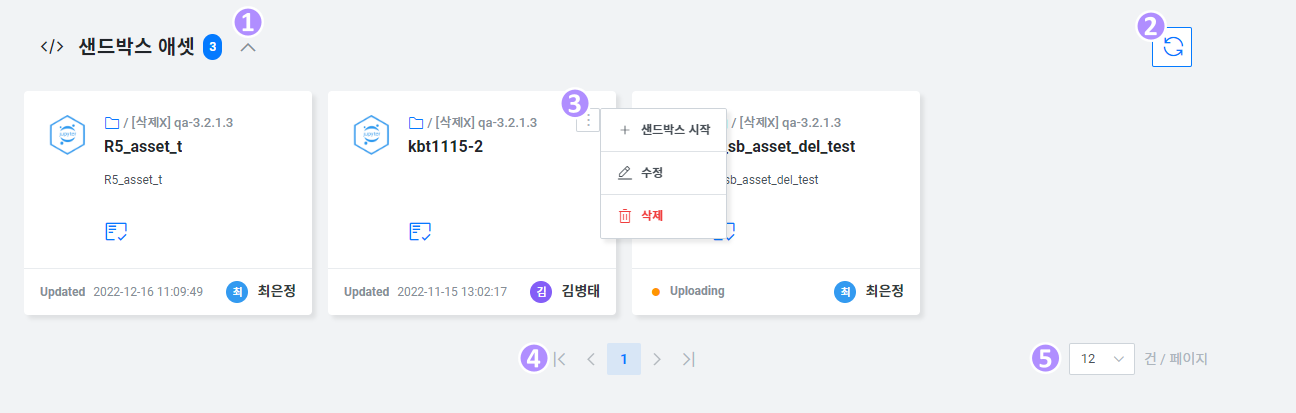 1
2
</> 샌드박스 애셋 3
3
/ [삭제X] qa-3.2.1.3
R5_asset_t
R5_asset_t
Updated 2022-12-16 11:09:49 최 최은정
/ [삭제X] qa-3.2.1.3
kbt1115-2
Updated 2022-11-15 13:02:17 김 김병태
샌드박스 시작
수정
삭제
/ [삭제X] qa-3.2.1.3
_sb_asset_del_test
sb_asset_del_test
Uploading 최 최은정
4 1
5 12 건 / 페이지